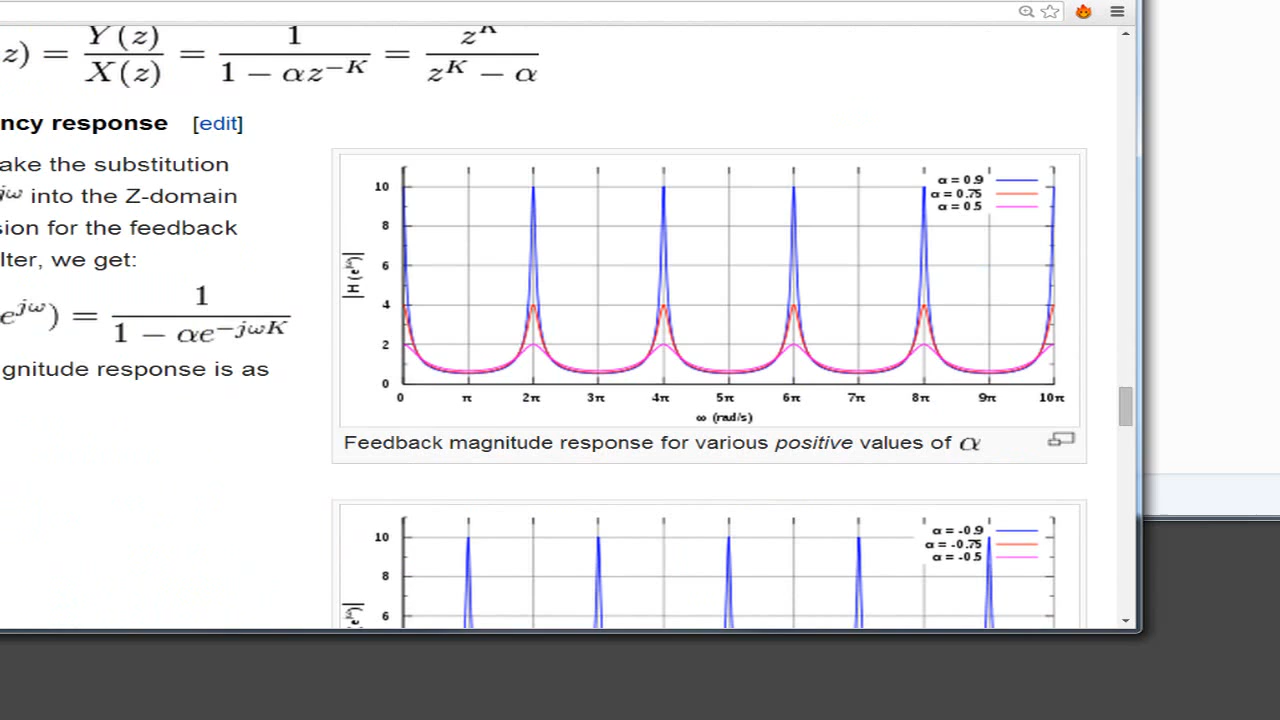 z) = Y(z)/X(z) = 1/(1 − αz^−K) = z^K/(z^K − α)
ncy response [edit]
ake the substitution
jω into the Z-domain
sion for the feedback
lter, we get:
e^jω) = 1/(1 − αe^−jωK)
gnitude response is as
α = 0.9
α = 0.75
α = 0.5
10
8
6
4
2
0
|H (e^jω)|
0 π 2π 3π 4π 5π 6π 7π 8π 9π 10π
ω (rad/s)
Feedback magnitude response for various positive values of α
α = -0.9
α = -0.75
α = -0.5
10
8
6